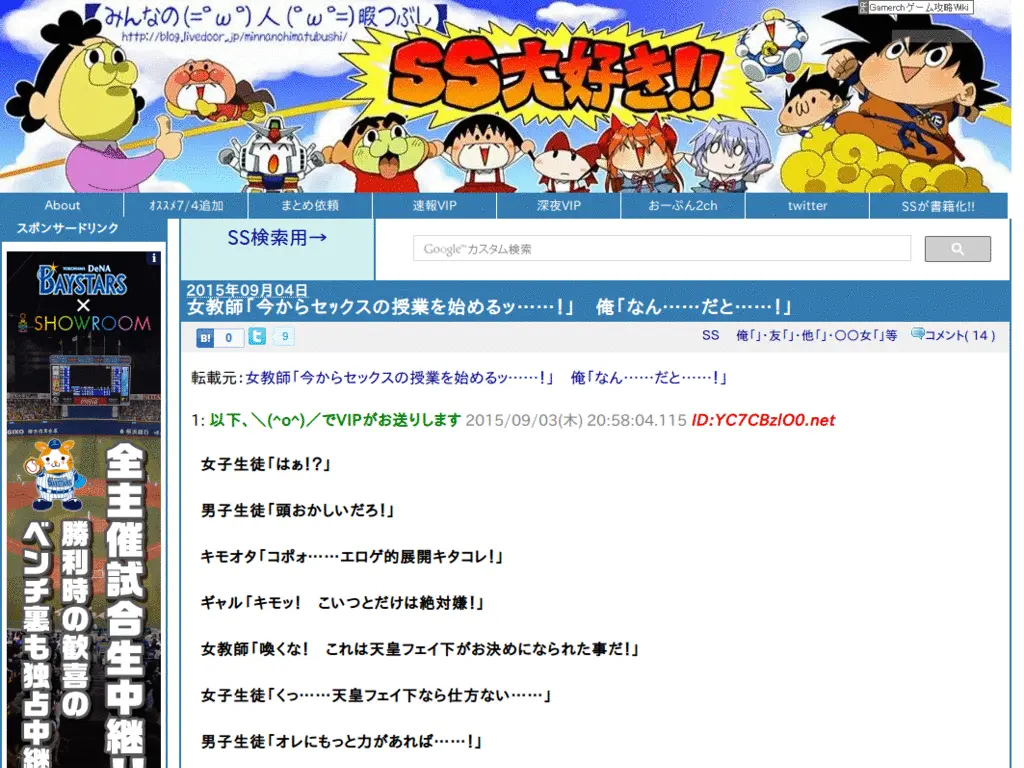 【みんなの(=ﾟωﾟ)人(ﾟωﾟ=)暇つぶし】
http://blog.livedoor.jp/minnanohimatubushi/
SS大好き!!
PR
Gamerchゲーム攻略Wiki
About
ｵｽｽﾒ7/4追加
まとめ依頼
速報VIP
深夜VIP
おーぷん2ch
twitter
SSが書籍化!!
スポンサードリンク
SS検索用→
Google™カスタム検索
YOKOHAMA DeNA
BAYSTARS
×
SHOWROOM
全主催試合生中継!!
勝利時の歓喜の
ベンチ裏も独占中継
2015年09月04日
女教師「今からセックスの授業を始めるッ……！」　俺「なん……だと……！」
B! 0
9
SS　俺「」・友「」・他「」・〇〇女「」等
コメント( 14 )
転載元：女教師「今からセックスの授業を始めるッ……！」　俺「なん……だと……！」
1: 以下、＼(^o^)／でVIPがお送りします 2015/09/03(木) 20:58:04.115 ID:YC7CBzlO0.net
女子生徒「はぁ！？」
男子生徒「頭おかしいだろ！」
キモオタ「コポォ……エロゲ的展開キタコレ！」
ギャル「キモッ！　こいつとだけは絶対嫌！」
女教師「喚くな！　これは天皇フェイ下がお決めになられた事だ！」
女子生徒「くっ……天皇フェイ下なら仕方ない……」
男子生徒「オレにもっと力があれば……！」